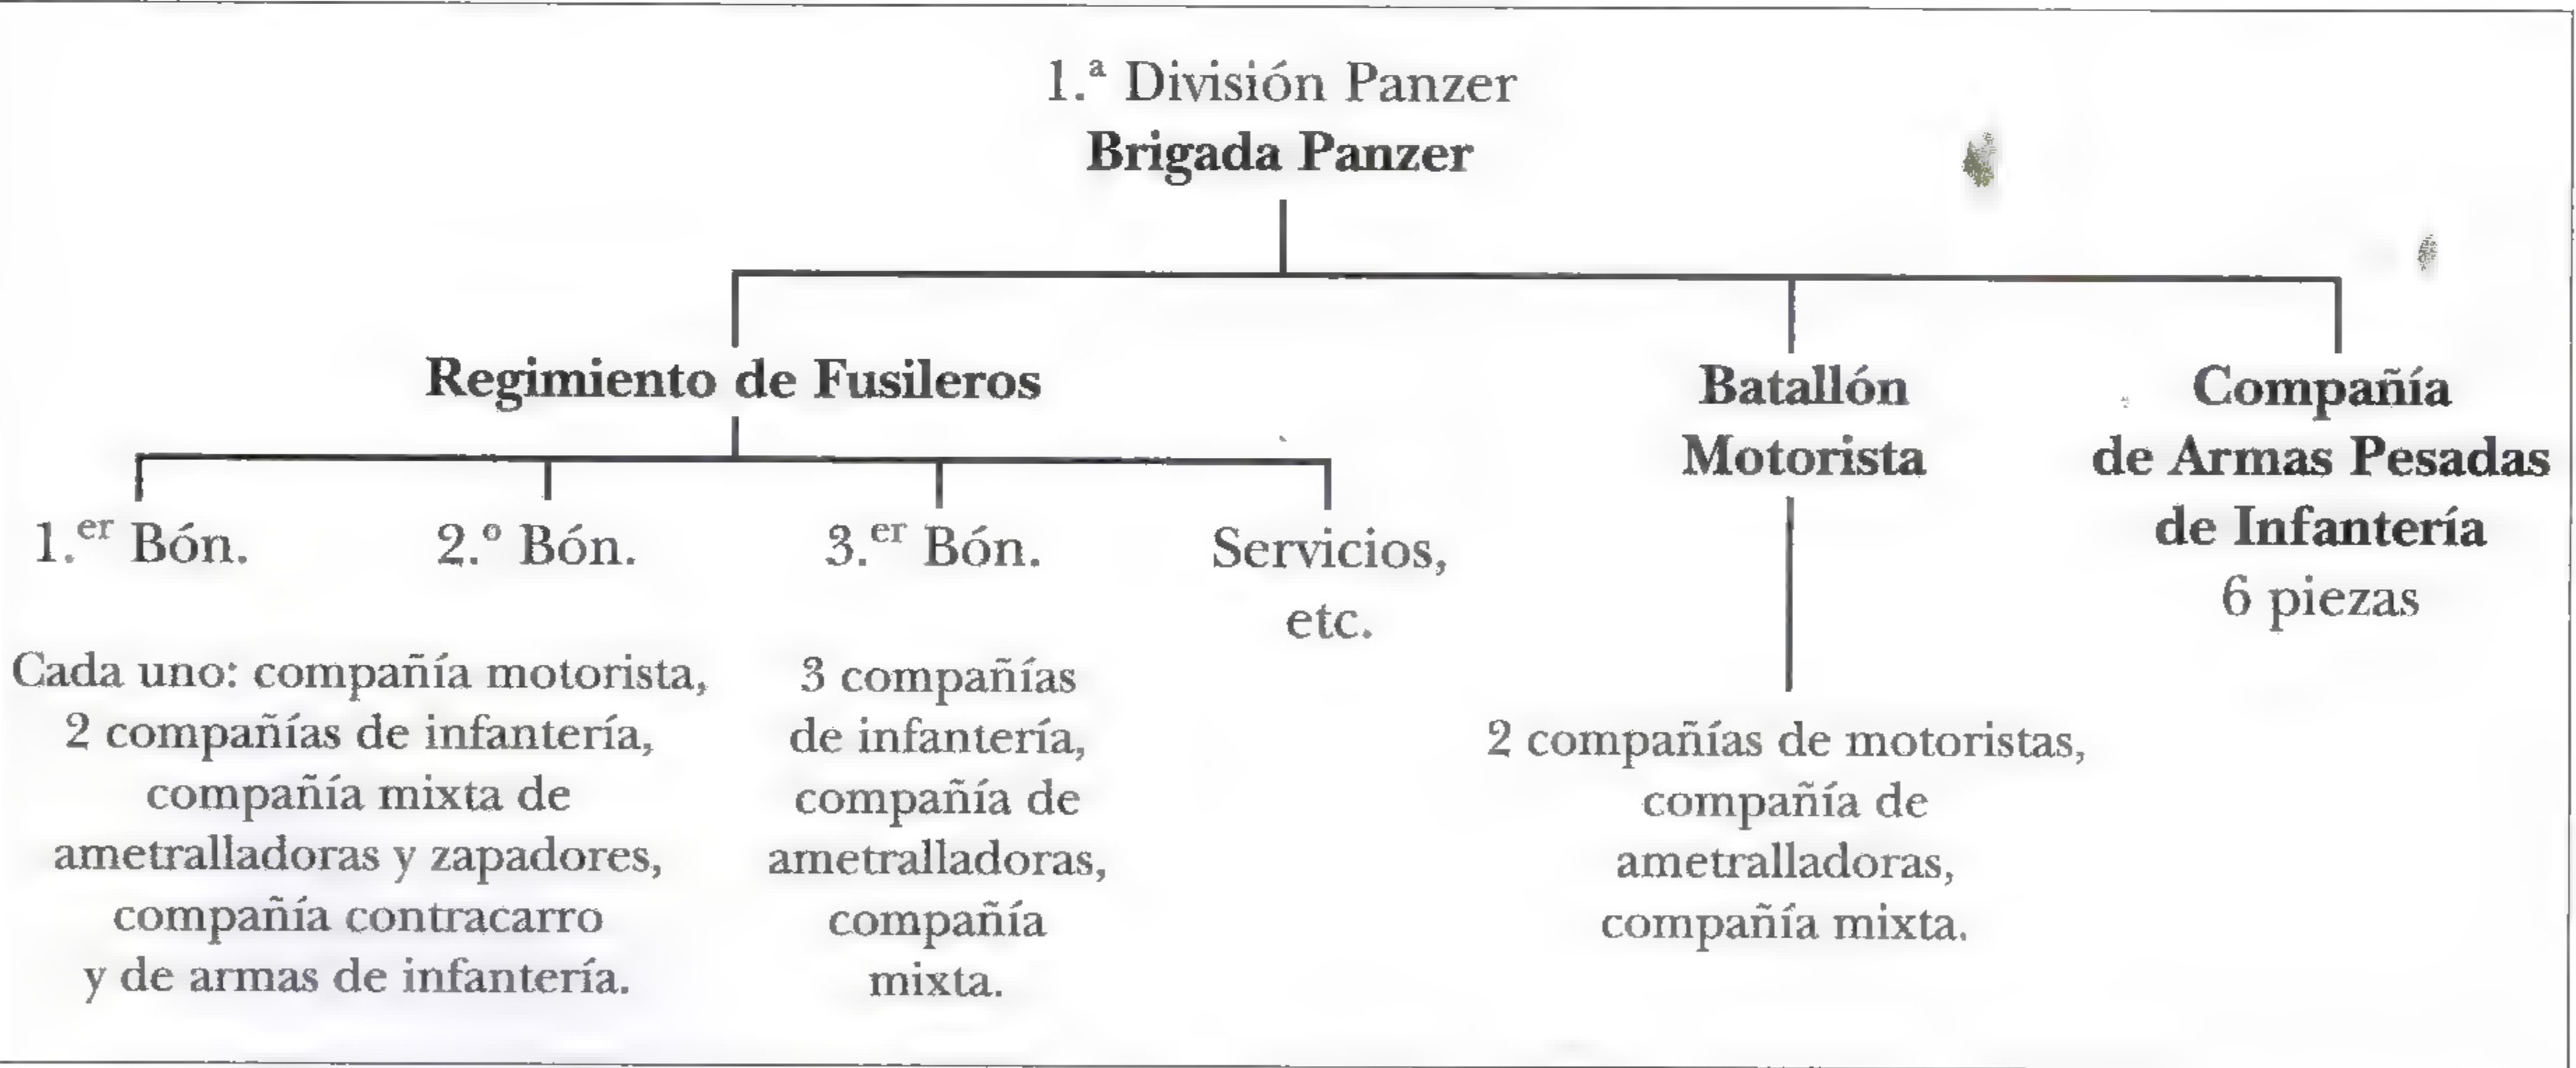 1.ª División Panzer
Brigada Panzer
Regimiento de Fusileros
Batallón
Motorista
Compañía
de Armas Pesadas
de Infantería
6 piezas
1.er Bón.
2.º Bón.
3.er Bón.
Servicios,
etc.
Cada uno: compañía motorista,
2 compañías de infantería,
compañía mixta de
ametralladoras y zapadores,
compañía contracarro
y de armas de infantería.
3 compañías
de infantería,
compañía de
ametralladoras,
compañía
mixta.
2 compañías de motoristas,
compañía de
ametralladoras,
compañía mixta.